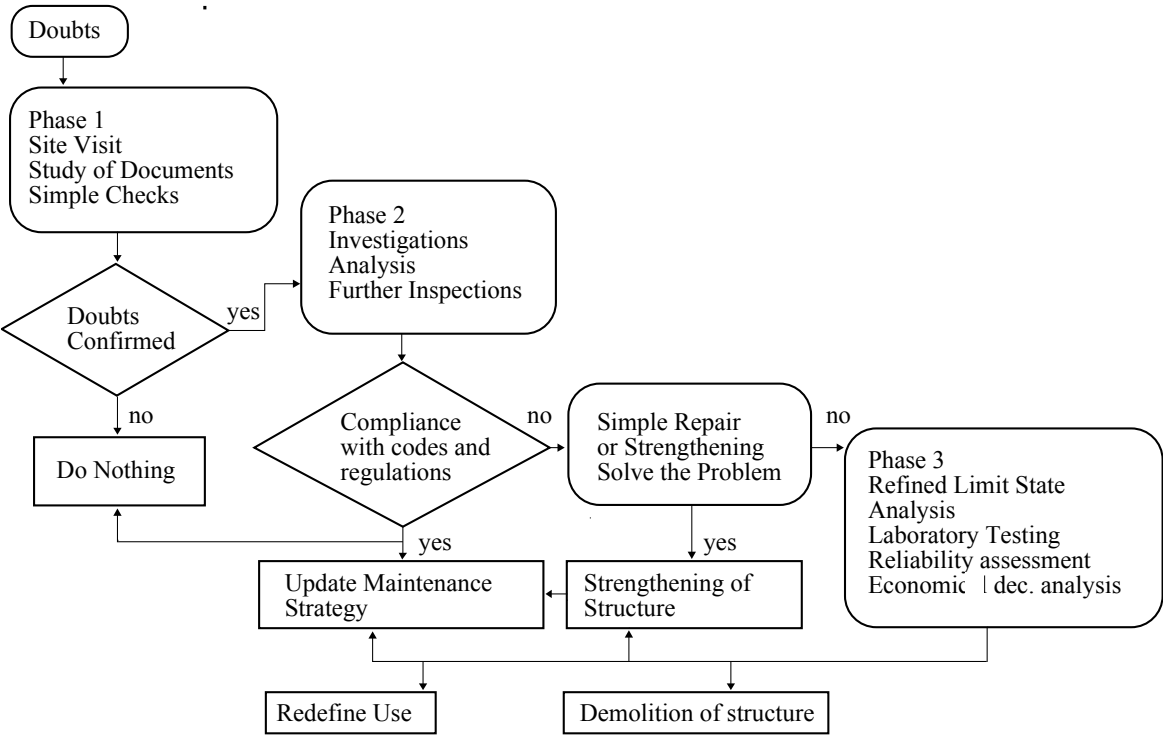 Doubts
Phase 1
Site Visit
Study of Documents
Simple Checks
Doubts
Confirmed
yes
no
Do Nothing
Phase 2
Investigations
Analysis
Further Inspections
Compliance
with codes and
regulations
no
yes
Simple Repair
or Strengthening
Solve the Problem
no
yes
Phase 3
Refined Limit State
Analysis
Laboratory Testing
Reliability assessment
dec. analysis
Update Maintenance
Strategy
Strengthening of
Structure
Redefine Use
Demolition of structure